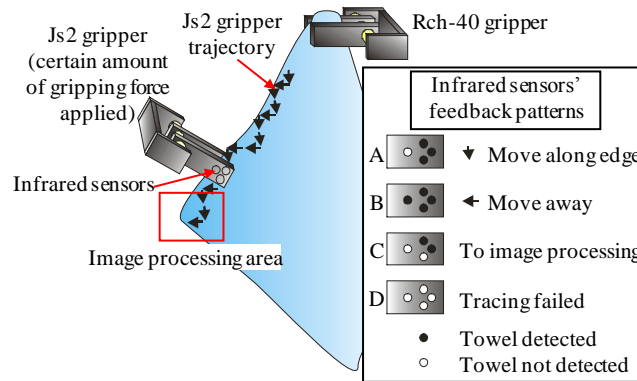 Js2 gripper
(certain amount
of gripping force
applied)
Js2 gripper
trajectory
Rch-40 gripper
Infrared sensors
Image processing area
Infrared sensors’
feedback patterns
A Move along edge
B Move away
C To image processing
D Tracing failed
Towel detected
Towel not detected